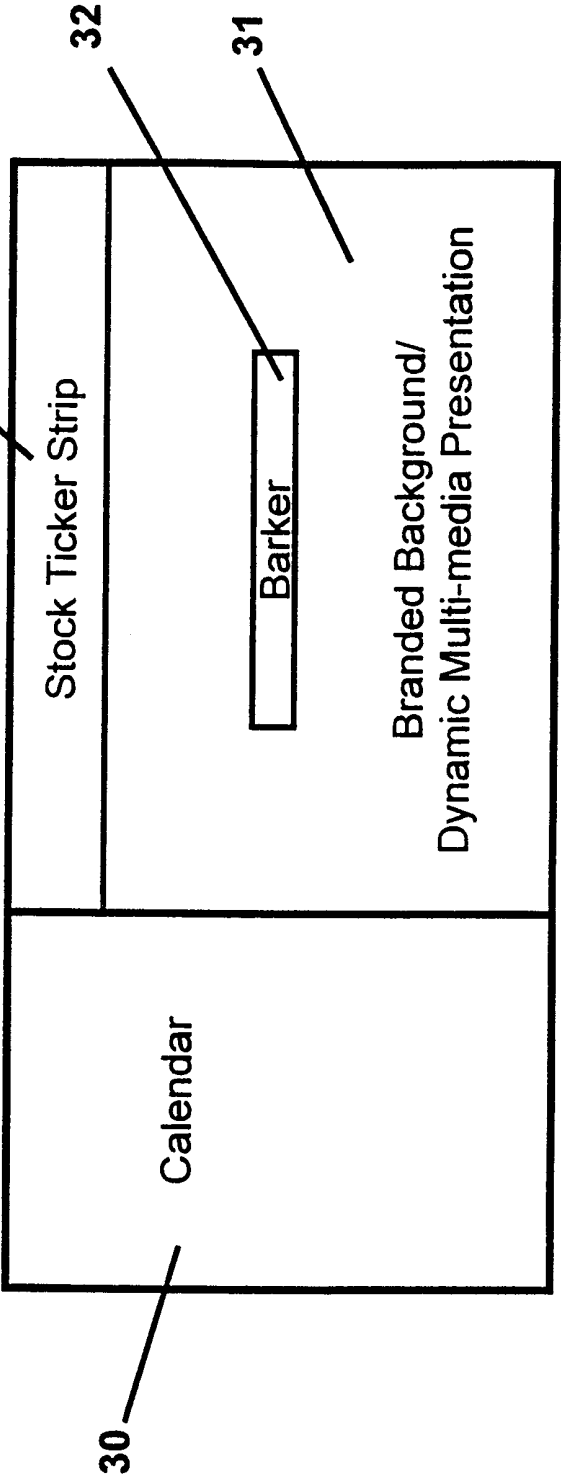 Stock Ticker Strip
32
Calendar
Barker
31
Branded Background/
Dynamic Multi-media Presentation
30